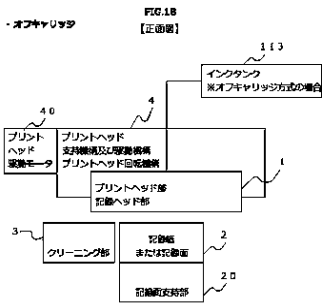 FIG.18
・オフキャリッジ
【正面図】
113
インクタンク
※オフキャリッジ方式の場合
40
4
プリント
ヘッド
駆動モータ
プリントヘッド
支持機構及び駆動機構
プリントヘッド回転機構
1
プリントヘッド部
記録ヘッド部
3
クリーニング部
記録紙
または記録面
2
記録面支持部
20